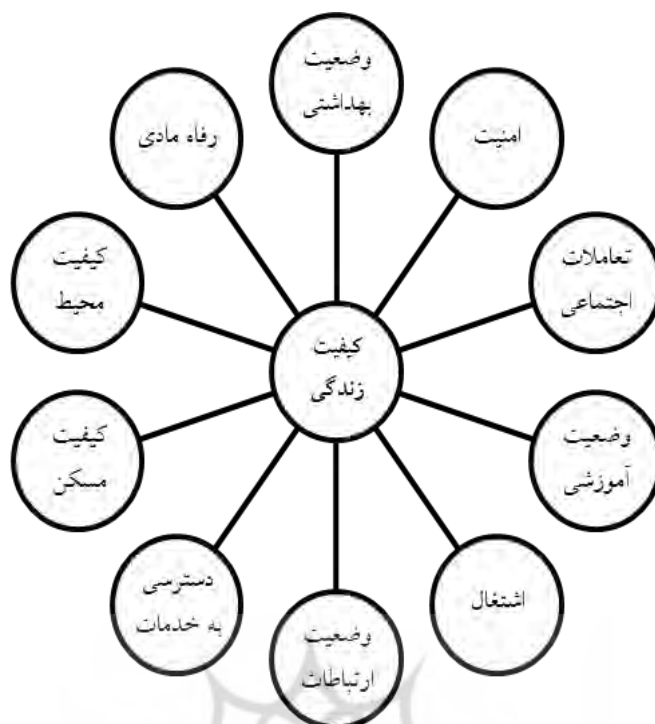 وضعیت
بهداشتی
امنیت
تعاملات
اجتماعی
وضعیت
آموزشی
اشتغال
وضعیت
ارتباطات
دسترسی
به خدمات
کیفیت
مسکن
کیفیت
محیط
رفاه مادی
کیفیت
زندگی